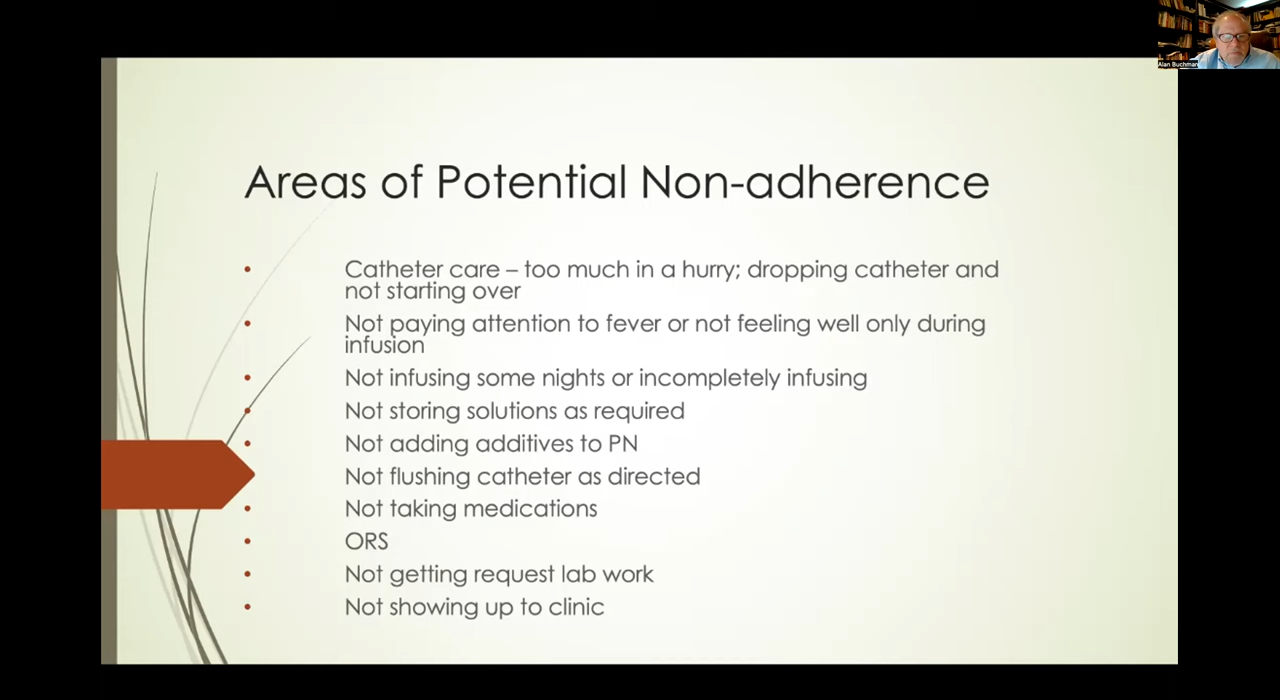 Alan Buchman
Areas of Potential Non-adherence
• Catheter care – too much in a hurry; dropping catheter and
not starting over
• Not paying attention to fever or not feeling well only during
infusion
• Not infusing some nights or incompletely infusing
• Not storing solutions as required
• Not adding additives to PN
• Not flushing catheter as directed
• Not taking medications
• ORS
• Not getting request lab work
• Not showing up to clinic